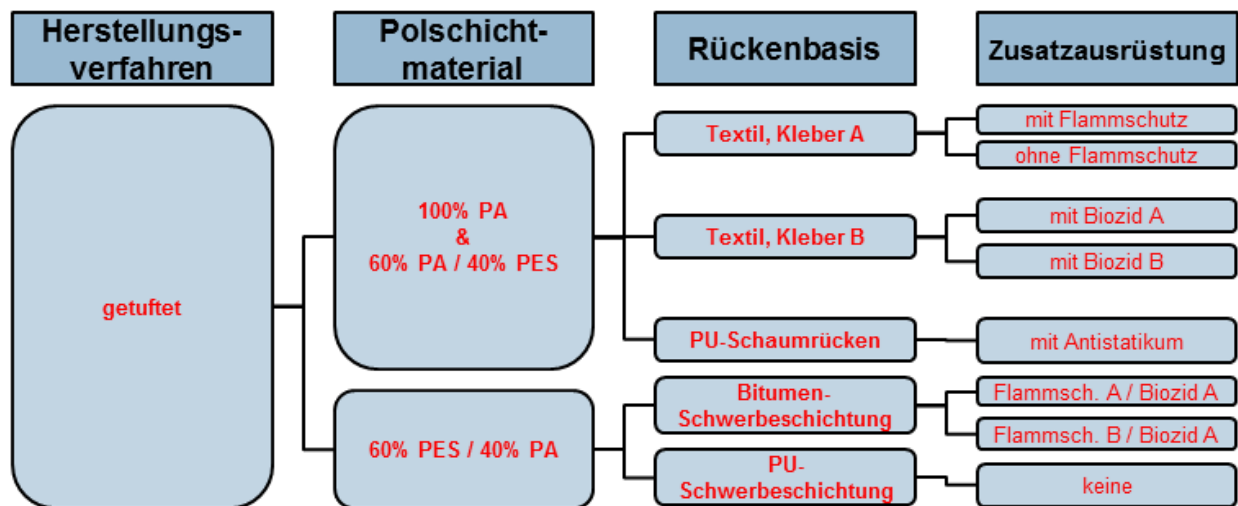 Herstellungs-
verfahren
Polschicht-
material
Rückenbasis
Zusatzausrüstung
getuftet
100% PA
&
60% PA / 40% PES
60% PES / 40% PA
Textil, Kleber A
Textil, Kleber B
PU-Schaumrücken
Bitumen-
Schwerbeschichtung
PU-
Schwerbeschichtung
mit Flammschutz
ohne Flammschutz
mit Biozid A
mit Biozid B
mit Antistatikum
Flammsch. A / Biozid A
Flammsch. B / Biozid A
keine